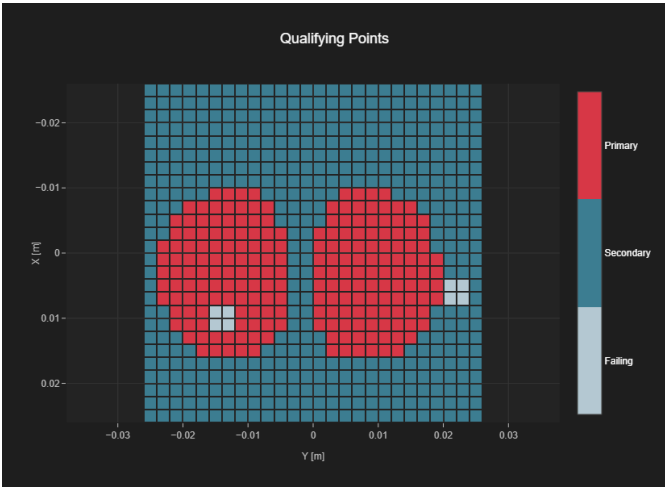 Qualifying Points
−0.02
−0.01
0
0.01
0.02
X [m]
−0.03
−0.02
−0.01
0
0.01
0.02
0.03
Y [m]
Primary
Secondary
Failing